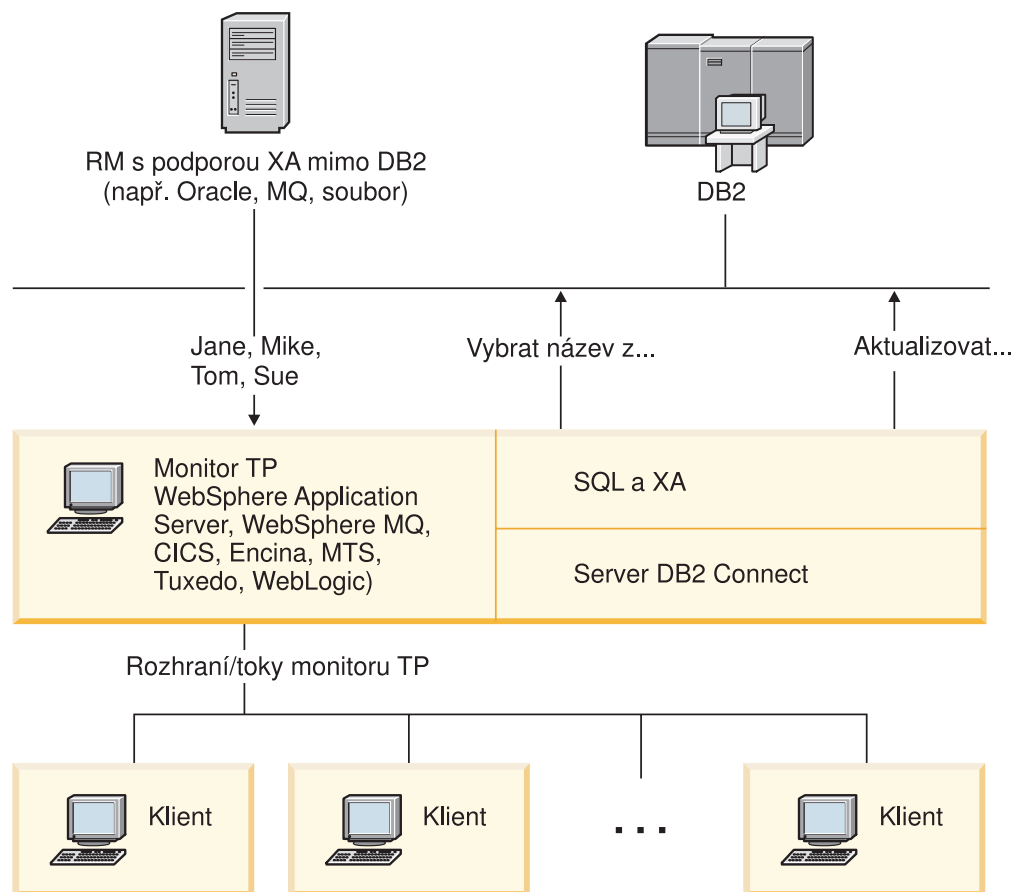 RM s podporou XA mimo DB2
(např. Oracle, MQ, soubor)
DB2
Jane, Mike,
Tom, Sue
Vybrat název z...
Aktualizovat...
Monitor TP
WebSphere Application
Server, WebSphere MQ,
CICS, Encina, MTS,
Tuxedo, WebLogic)
SQL a XA
Server DB2 Connect
Rozhraní/toky monitoru TP
Klient
Klient
...
Klient